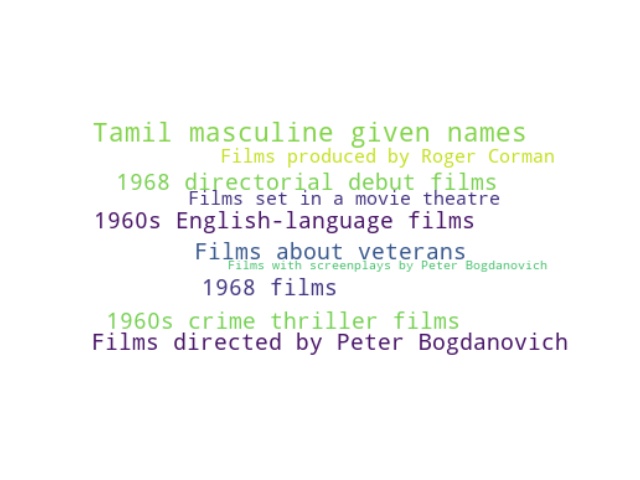 Tamil masculine given names
Films produced by Roger Corman
1968 directorial debut films
Films set in a movie theatre
1960s English-language films
Films about veterans
Films with screenplays by Peter Bogdanovich
1968 films
1960s crime thriller films
Films directed by Peter Bogdanovich